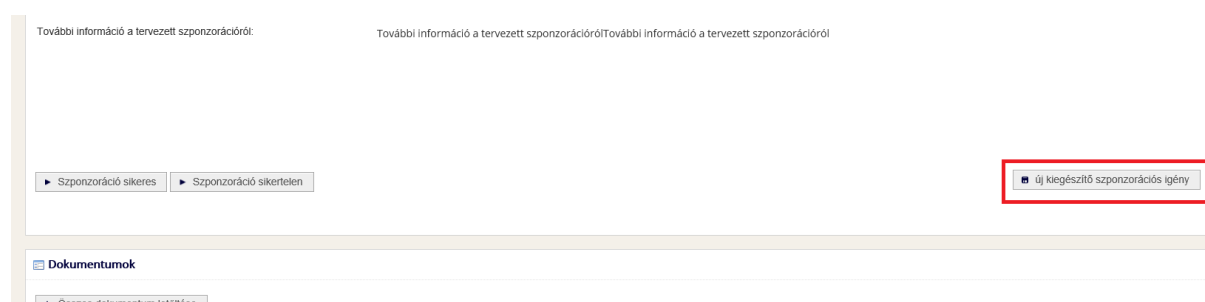 További információ a tervezett szponzorációról:
További információ a tervezett szponzorációrólTovábbi információ a tervezett szponzorációról
Szponzoráció sikeres
Szponzoráció sikertelen
új kiegészítő szponzorációs igény
Dokumentumok